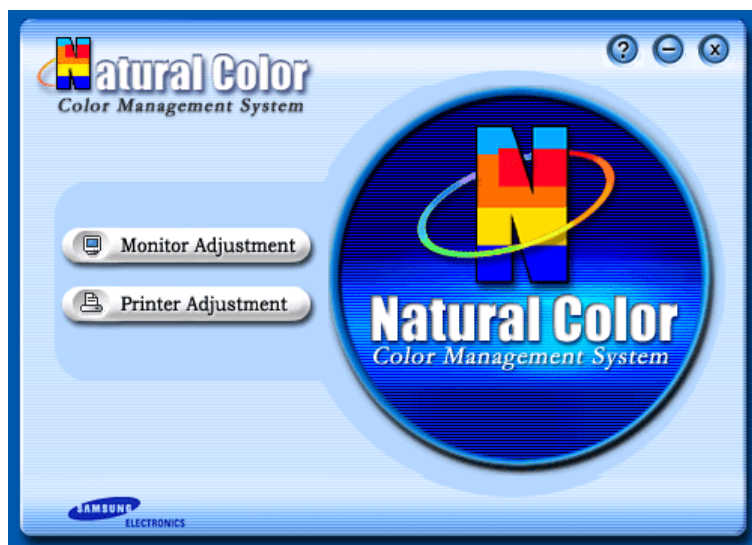 Natural Color
Color Management System
?
x
Monitor Adjustment
Printer Adjustment
N
Natural Color
Color Management System
SAMSUNG
ELECTRONICS